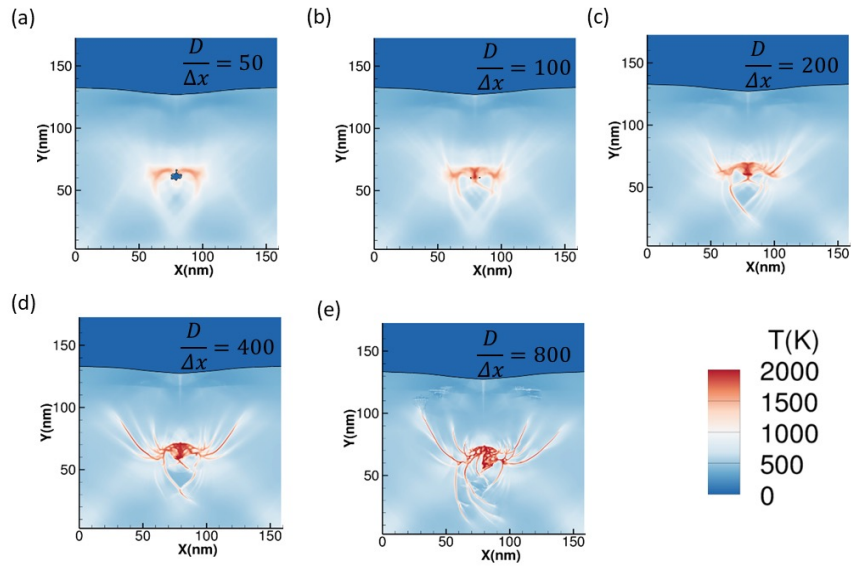 (a)
D/Δx = 50
150
100
50
Y(nm)
0 50 100 150
X(nm)
(b)
D/Δx = 100
150
100
50
Y(nm)
0 50 100 150
X(nm)
(c)
D/Δx = 200
150
100
50
Y(nm)
0 50 100 150
X(nm)
(d)
D/Δx = 400
150
100
50
Y(nm)
0 50 100 150
X(nm)
(e)
D/Δx = 800
150
100
50
Y(nm)
0 50 100 150
X(nm)
T(K)
2000
1500
1000
500
0